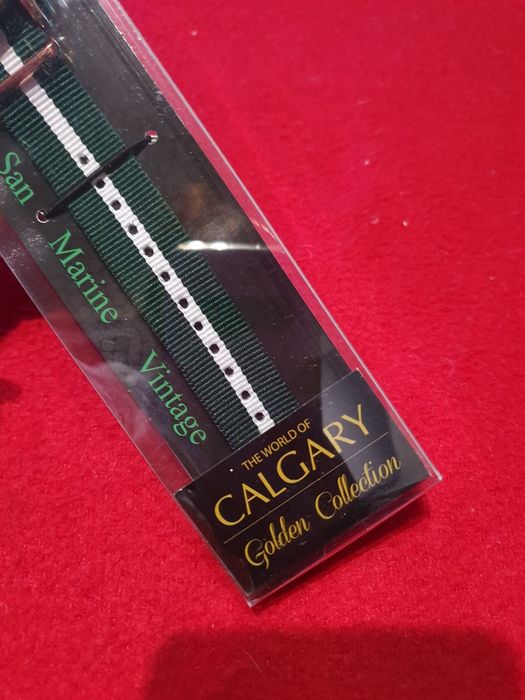 San
Marine
Vintage
THE WORLD OF
CALGARY
Golden Collection